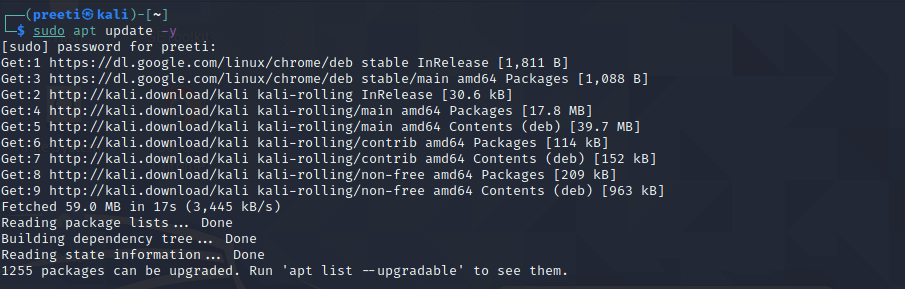 ┌──(preeti㉿kali)-[~]
└─$ sudo apt update -y
[sudo] password for preeti:
Get:1 https://dl.google.com/linux/chrome/deb stable InRelease [1,811 B]
Get:3 https://dl.google.com/linux/chrome/deb stable/main amd64 Packages [1,088 B]
Get:2 http://kali.download/kali kali-rolling InRelease [30.6 kB]
Get:4 http://kali.download/kali kali-rolling/main amd64 Packages [17.8 MB]
Get:5 http://kali.download/kali kali-rolling/main amd64 Contents (deb) [39.7 MB]
Get:6 http://kali.download/kali kali-rolling/contrib amd64 Packages [114 kB]
Get:7 http://kali.download/kali kali-rolling/contrib amd64 Contents (deb) [152 kB]
Get:8 http://kali.download/kali kali-rolling/non-free amd64 Packages [209 kB]
Get:9 http://kali.download/kali kali-rolling/non-free amd64 Contents (deb) [963 kB]
Fetched 59.0 MB in 17s (3,445 kB/s)
Reading package lists... Done
Building dependency tree... Done
Reading state information... Done
1255 packages can be upgraded. Run 'apt list --upgradable' to see them.